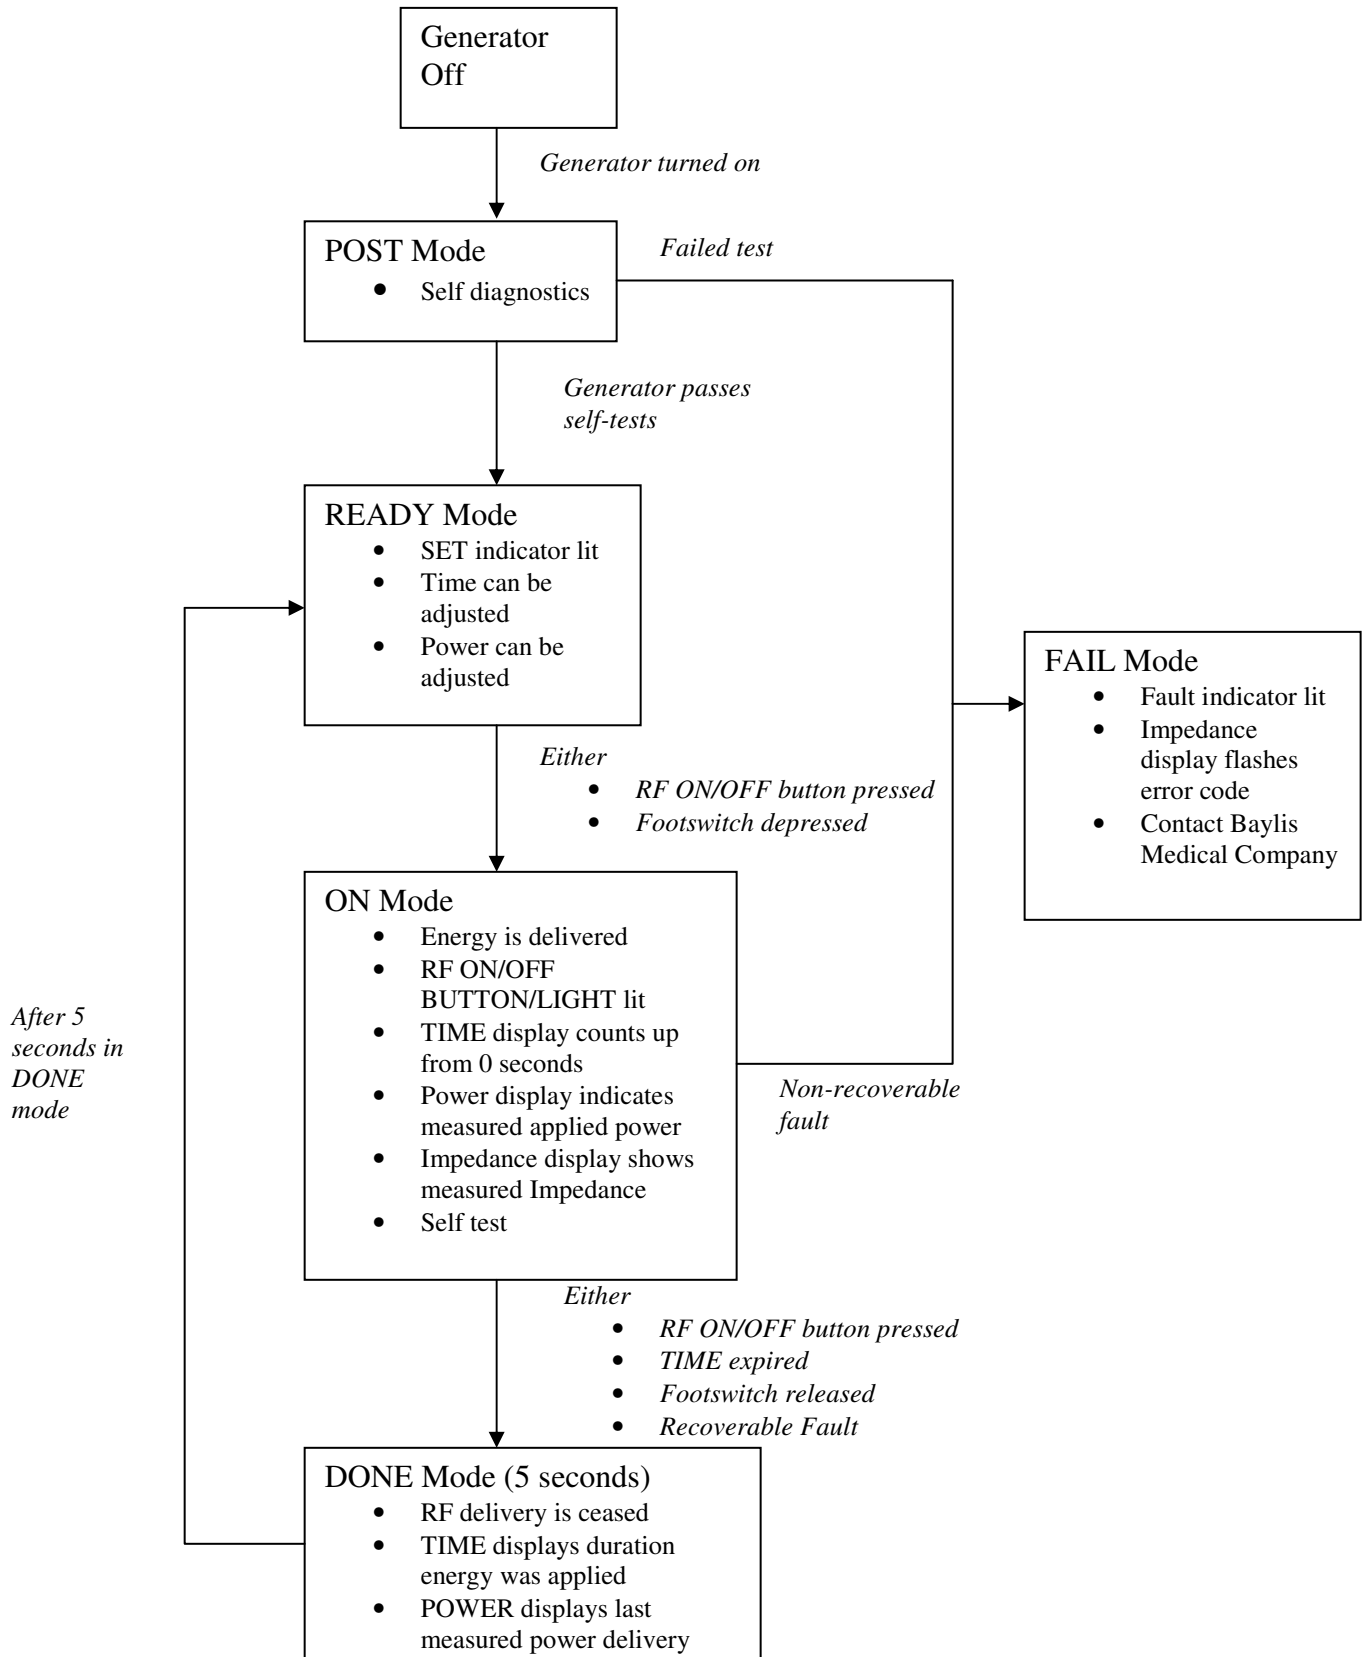 Generator
Off
Generator turned on
POST Mode
• Self diagnostics
Failed test
Generator passes
self-tests
READY Mode
• SET indicator lit
• Time can be
adjusted
• Power can be
adjusted
FAIL Mode
• Fault indicator lit
• Impedance
display flashes
error code
• Contact Baylis
Medical Company
Either
• RF ON/OFF button pressed
• Footswitch depressed
ON Mode
• Energy is delivered
• RF ON/OFF
BUTTON/LIGHT lit
• TIME display counts up
from 0 seconds
• Power display indicates
measured applied power
• Impedance display shows
measured Impedance
• Self test
After 5
seconds in
DONE
mode
Non-recoverable
fault
Either
• RF ON/OFF button pressed
• TIME expired
• Footswitch released
• Recoverable Fault
DONE Mode (5 seconds)
• RF delivery is ceased
• TIME displays duration
energy was applied
• POWER displays last
measured power delivery